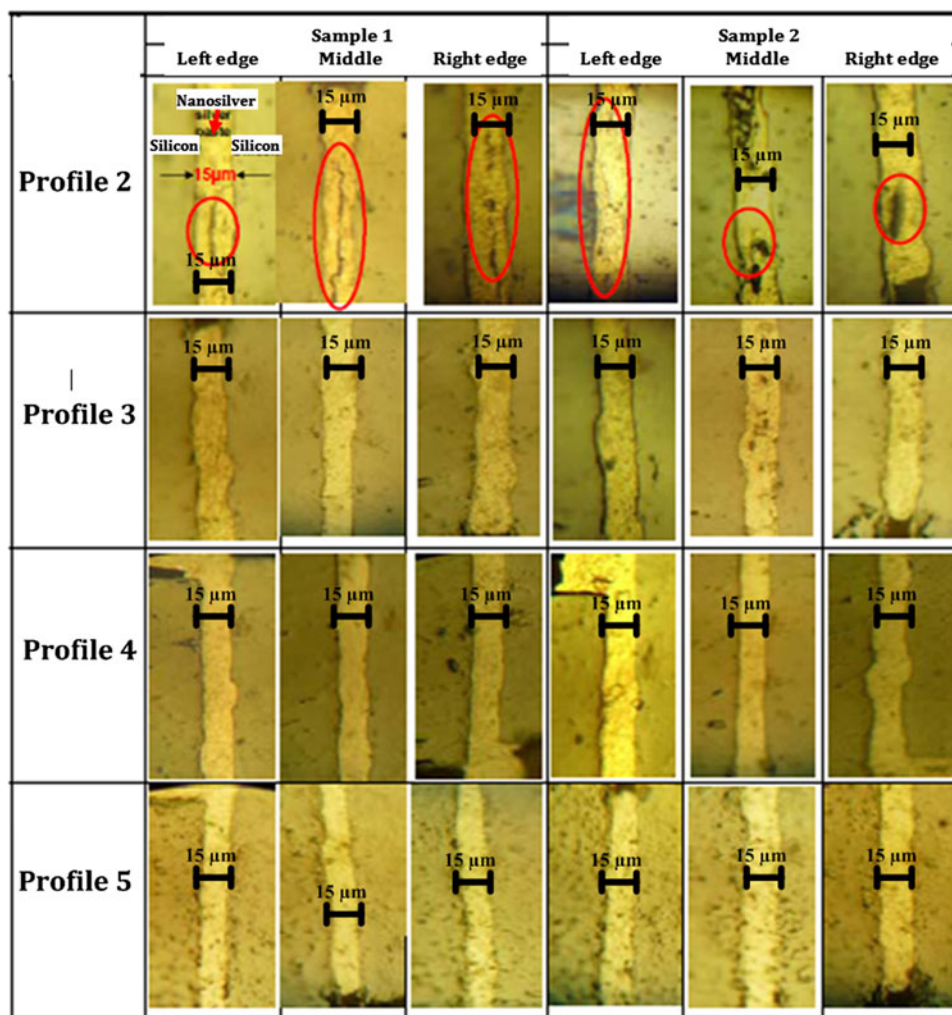 Sample 1
Sample 2
Left edge
Middle
Right edge
Left edge
Middle
Right edge
Profile 2
Nanosilver
silver
Silicon
Silicon
15µm
15 µm
15 µm
15 µm
15 µm
15 µm
15 µm
Profile 3
15 µm
15 µm
15 µm
15 µm
15 µm
15 µm
Profile 4
15 µm
15 µm
15 µm
15 µm
15 µm
15 µm
Profile 5
15 µm
15 µm
15 µm
15 µm
15 µm
15 µm